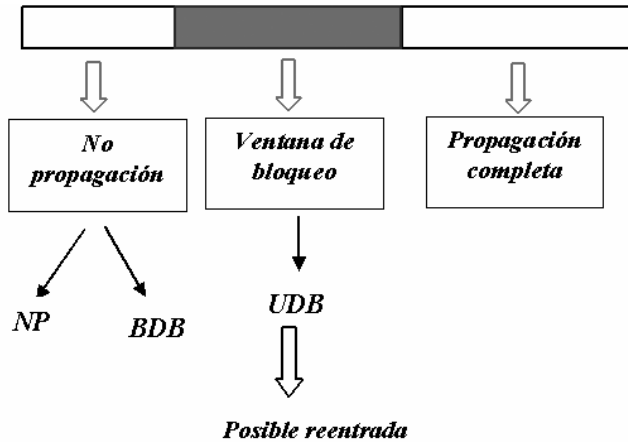 No
propagación
Ventana de
bloqueo
Propagación
completa
NP
BDB
UDB
Posible reentrada